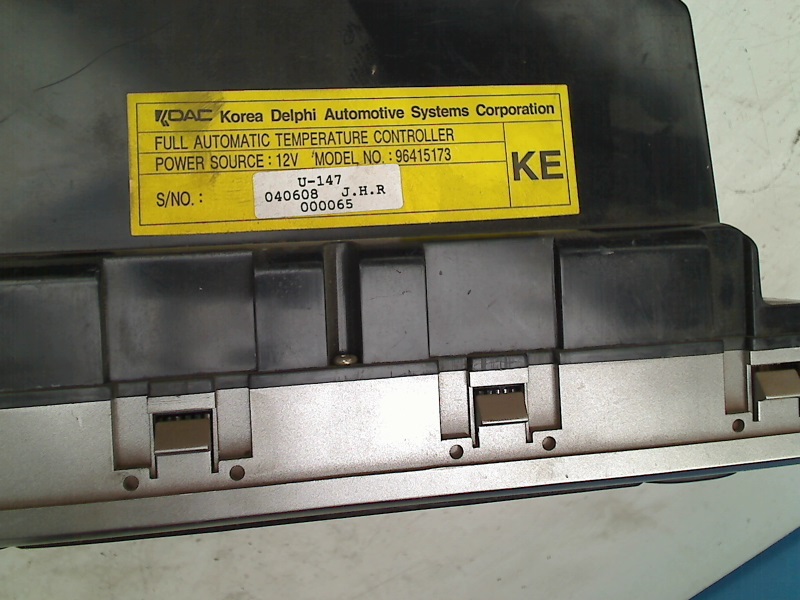 KDAC Korea Delphi Automotive Systems Corporation
FULL AUTOMATIC TEMPERATURE CONTROLLER
POWER SOURCE : 12V MODEL NO. : 96415173
KE
S/NO. :
U-147
040608 J.H.R
000065